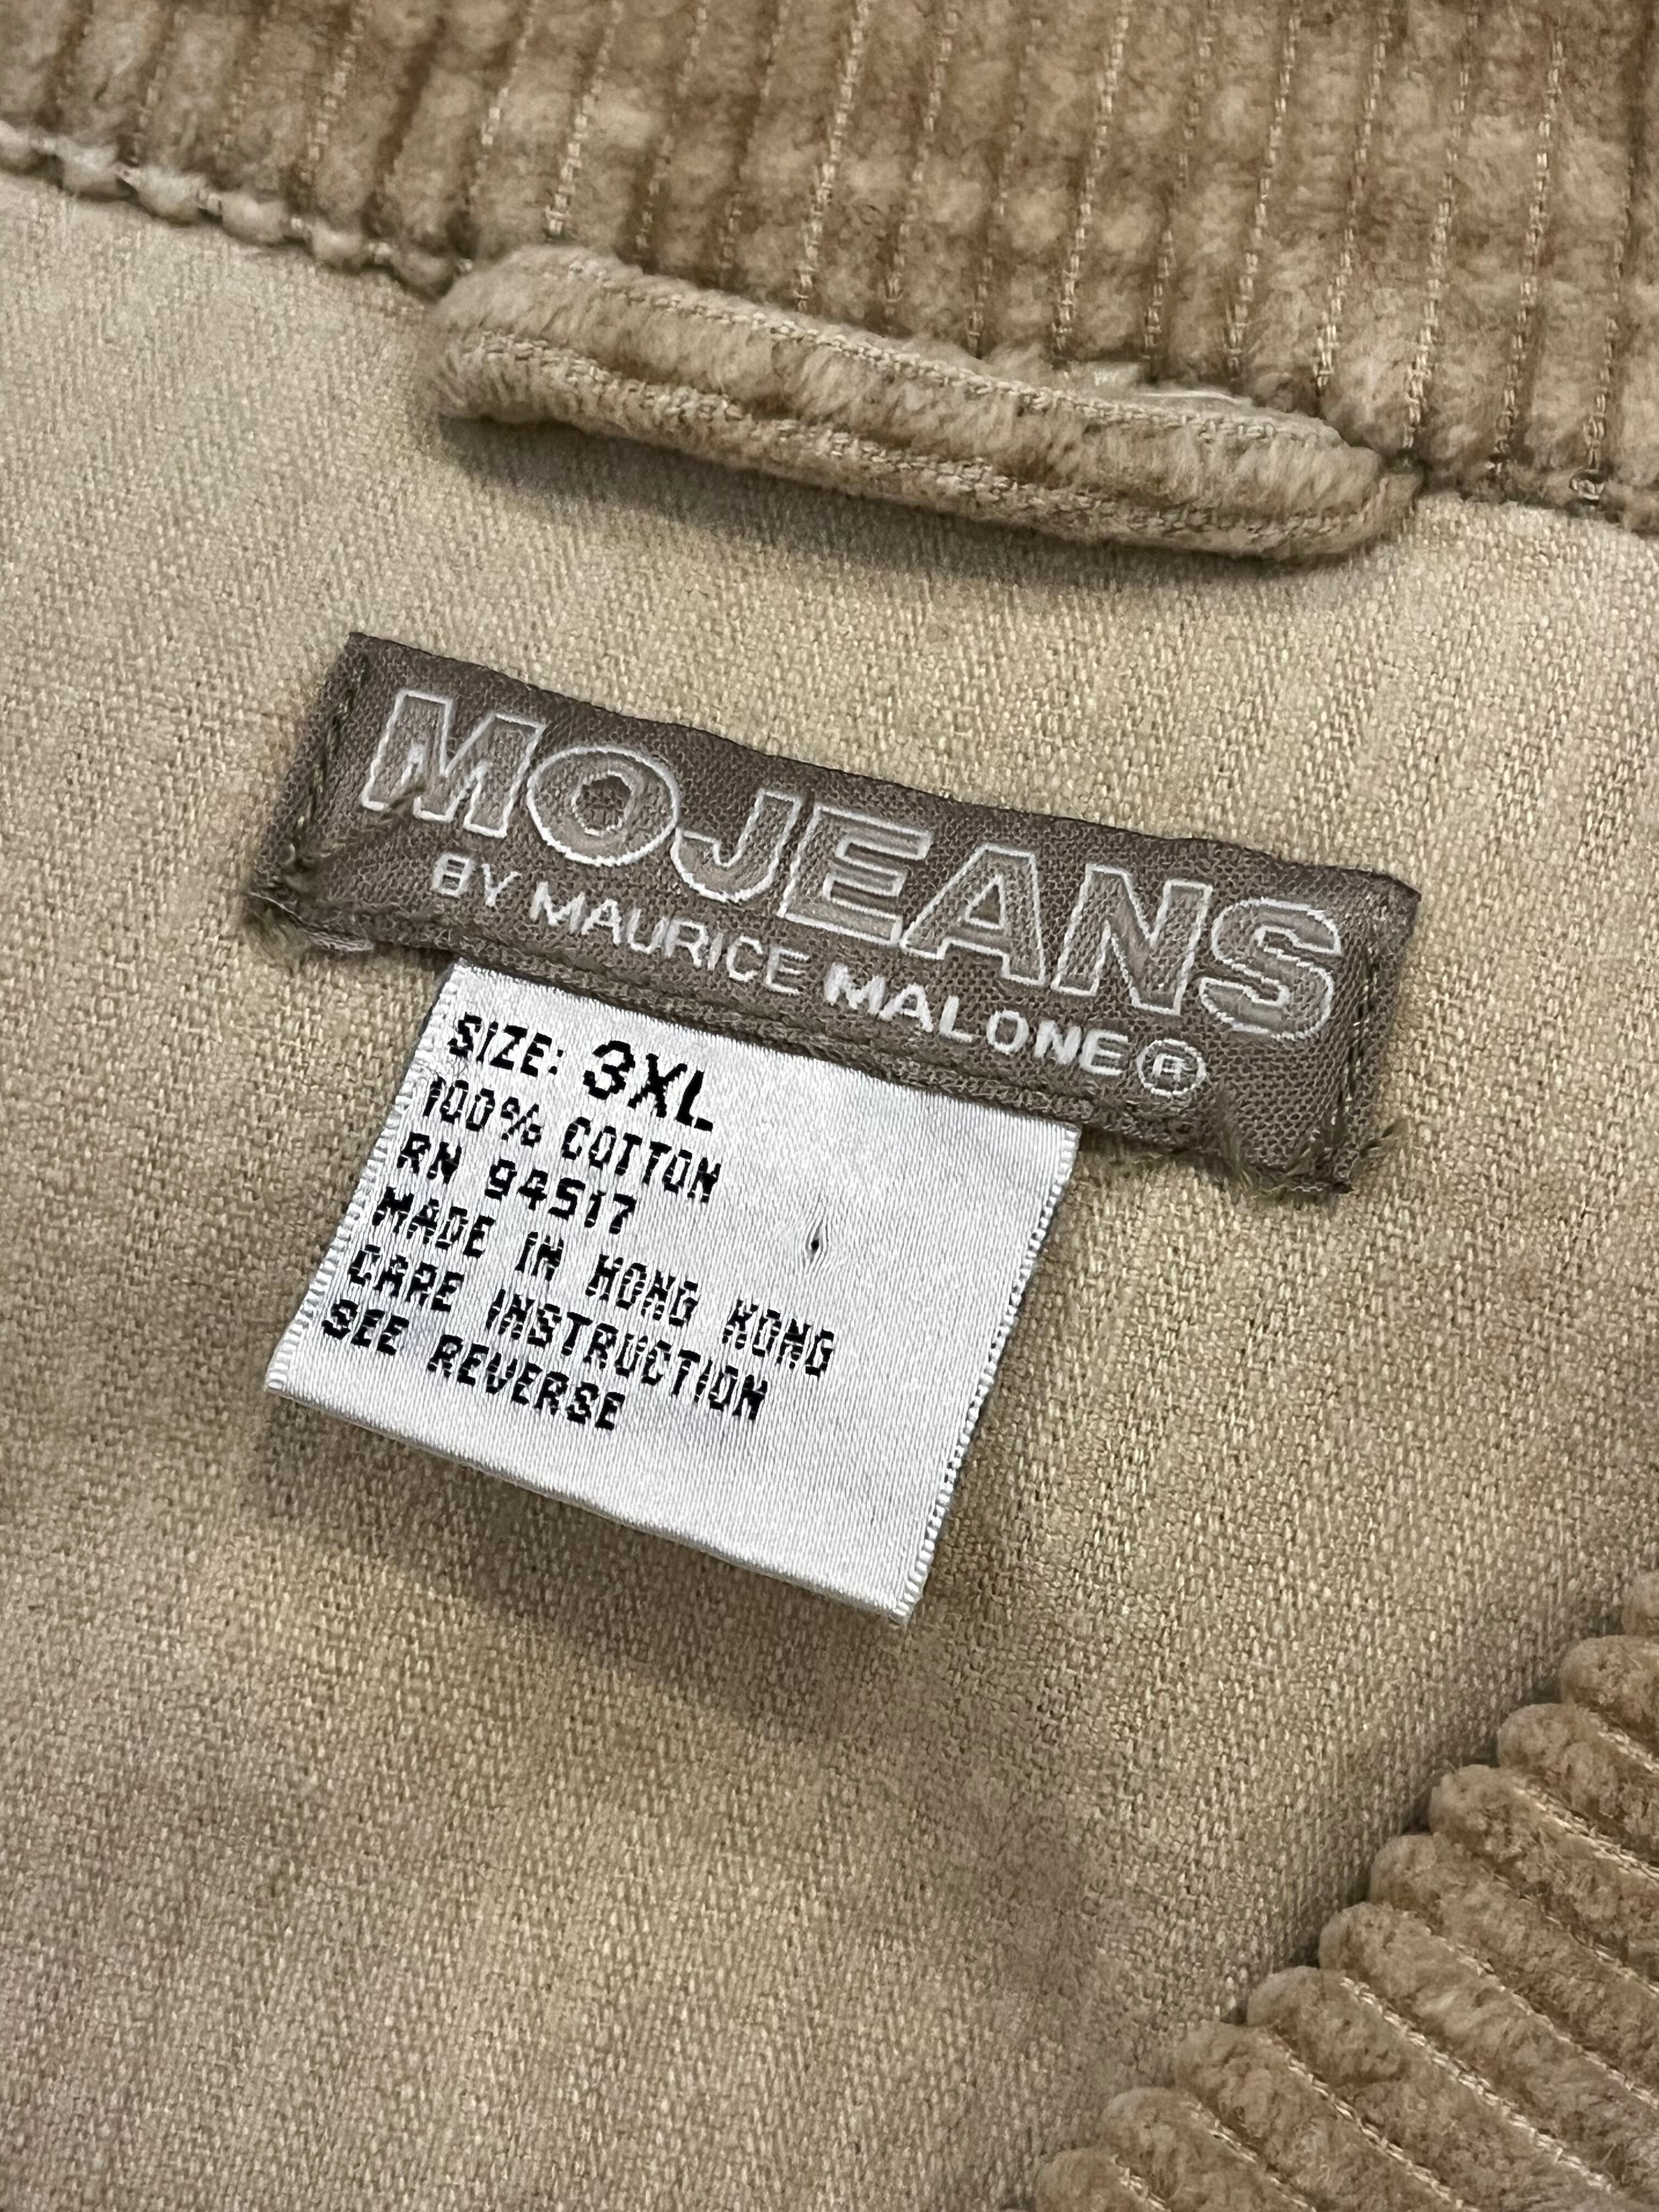 MOJEANS
BY MAURICE MALONE®
SIZE: 3XL
100% COTTON
RN 94517
MADE IN HONG KONG
CARE INSTRUCTION
SEE REVERSE